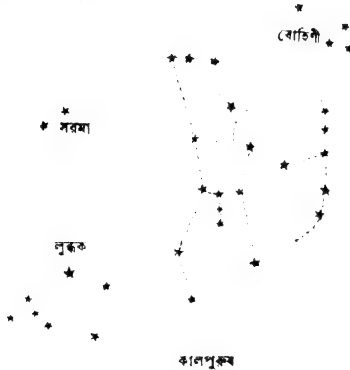 রোহিণী
সরমা
লুব্ধক
কালপুরুষ